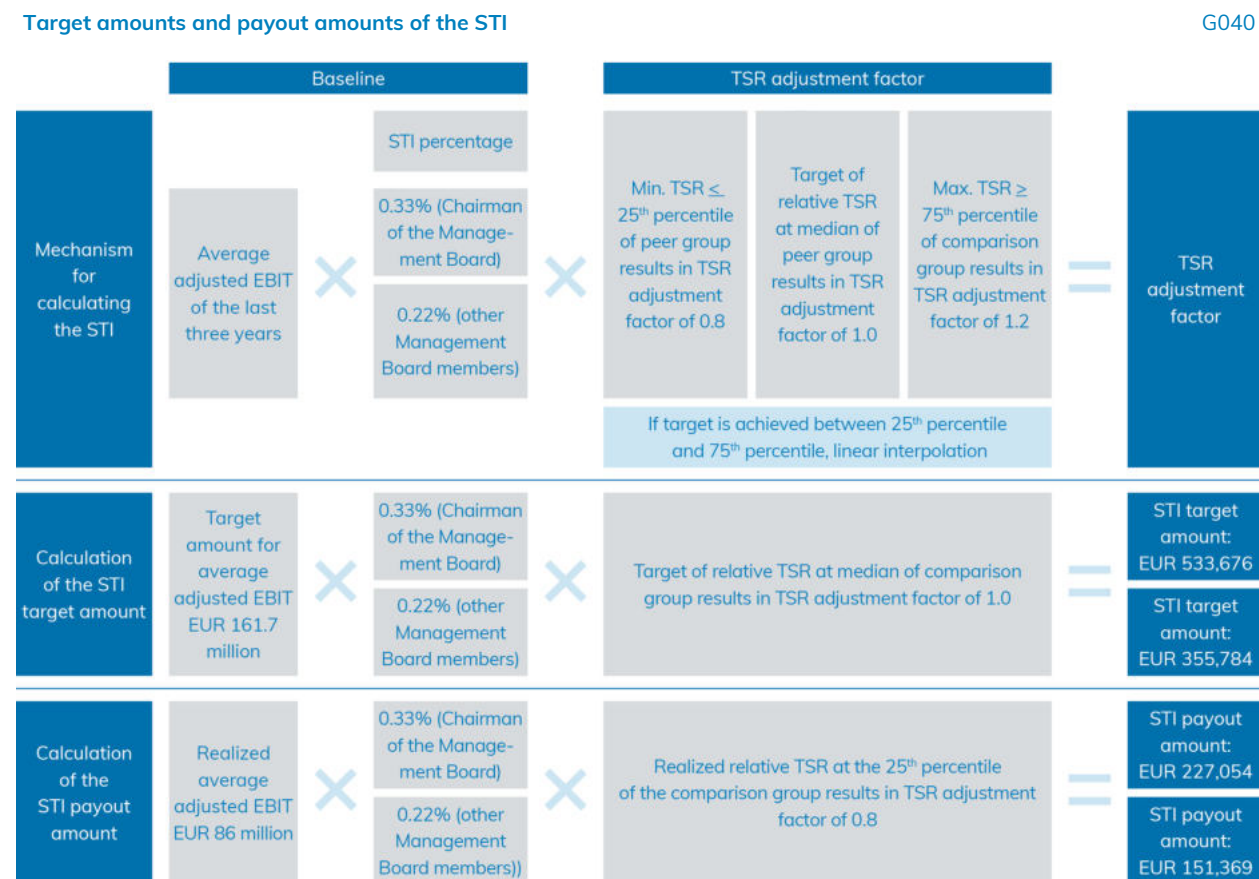 Target amounts and payout amounts of the STI
G040
Baseline
TSR adjustment factor
Mechanism
for
calculating
the STI
Average
adjusted EBIT
of the last
three years
STI percentage
0.33% (Chairman
of the Manage-
ment Board)
0.22% (other
Management
Board members)
Min. TSR ≤
25th percentile
of peer group
results in TSR
adjustment
factor of 0.8
Target of
relative TSR
at median of
peer group
results in TSR
adjustment
factor of 1.0
Max. TSR ≥
75th percentile
of comparison
group results in
TSR adjustment
factor of 1.2
If target is achieved between 25th percentile
and 75th percentile, linear interpolation
TSR
adjustment
factor
Calculation
of the STI
target amount
Target
amount for
average
adjusted EBIT
EUR 161.7
million
0.33% (Chairman
of the Manage-
ment Board)
0.22% (other
Management
Board members)
Target of relative TSR at median of comparison
group results in TSR adjustment factor of 1.0
STI target
amount:
EUR 533,676
STI target
amount:
EUR 355,784
Calculation
of the
STI payout
amount
Realized
average
adjusted EBIT
EUR 86 million
0.33% (Chairman
of the Manage-
ment Board)
0.22% (other
Management
Board members))
Realized relative TSR at the 25th percentile
of the comparison group results in TSR adjustment
factor of 0.8
STI payout
amount:
EUR 227,054
STI payout
amount:
EUR 151,369